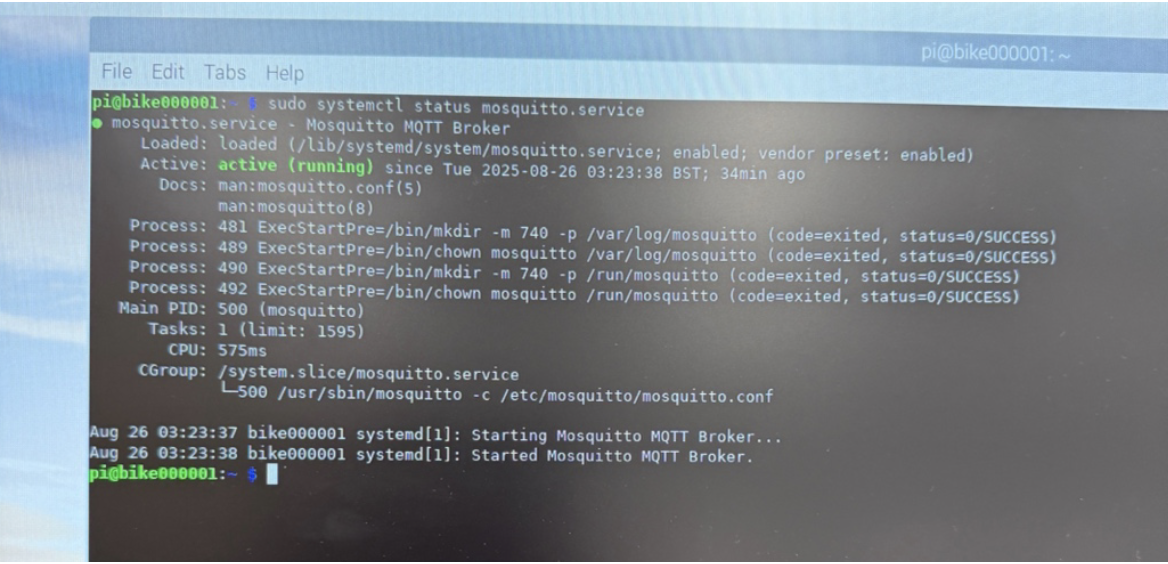 pi@bike000001: ~
File Edit Tabs Help
pi@bike000001:~ $ sudo systemctl status mosquitto.service
● mosquitto.service - Mosquitto MQTT Broker
Loaded: loaded (/lib/systemd/system/mosquitto.service; enabled; vendor preset: enabled)
Active: active (running) since Tue 2025-08-26 03:23:38 BST; 34min ago
Docs: man:mosquitto.conf(5)
man:mosquitto(8)
Process: 481 ExecStartPre=/bin/mkdir -m 740 -p /var/log/mosquitto (code=exited, status=0/SUCCESS)
Process: 489 ExecStartPre=/bin/chown mosquitto /var/log/mosquitto (code=exited, status=0/SUCCESS)
Process: 490 ExecStartPre=/bin/mkdir -m 740 -p /run/mosquitto (code=exited, status=0/SUCCESS)
Process: 492 ExecStartPre=/bin/chown mosquitto /run/mosquitto (code=exited, status=0/SUCCESS)
Main PID: 500 (mosquitto)
Tasks: 1 (limit: 1595)
CPU: 575ms
CGroup: /system.slice/mosquitto.service
└─500 /usr/sbin/mosquitto -c /etc/mosquitto/mosquitto.conf
Aug 26 03:23:37 bike000001 systemd[1]: Starting Mosquitto MQTT Broker...
Aug 26 03:23:38 bike000001 systemd[1]: Started Mosquitto MQTT Broker.
pi@bike000001:~ $